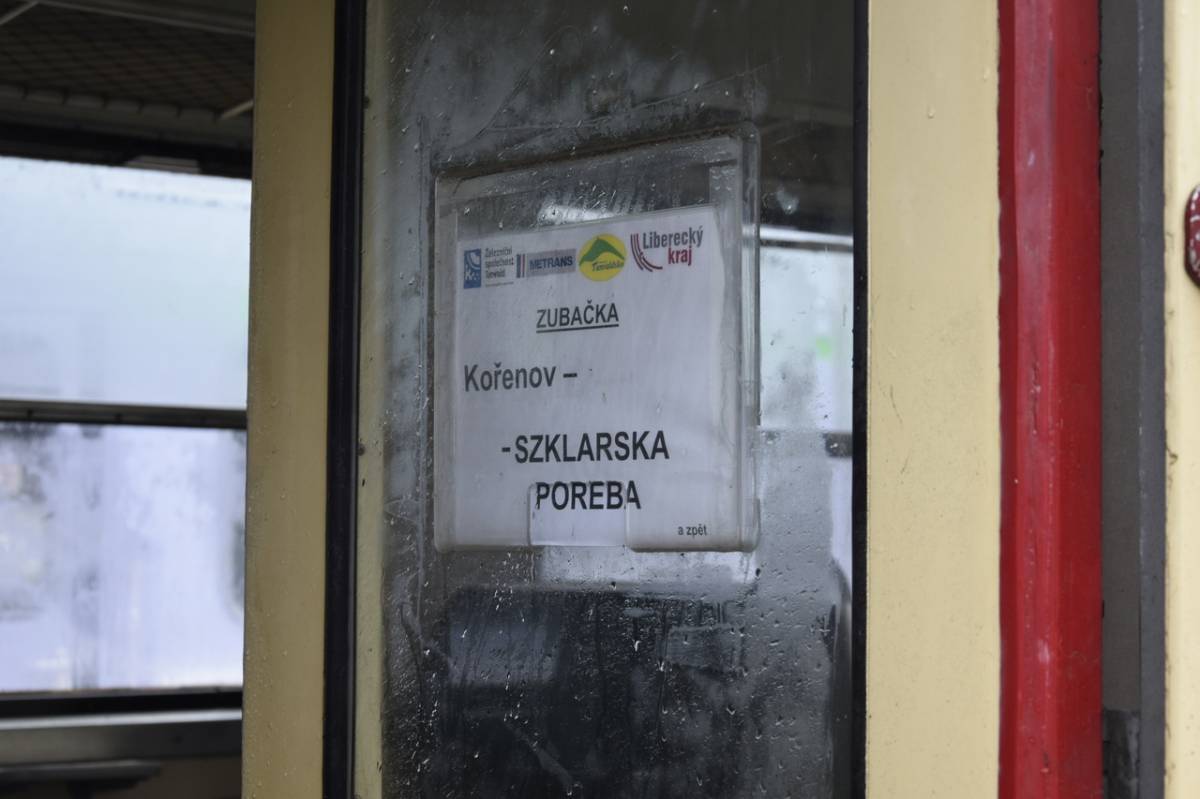 Železniční
společnost
Tanvald
METRANS
Tanvaldsko
Liberecký
kraj
ZUBAČKA
Kořenov –
-SZKLARSKA
POREBA
a zpět